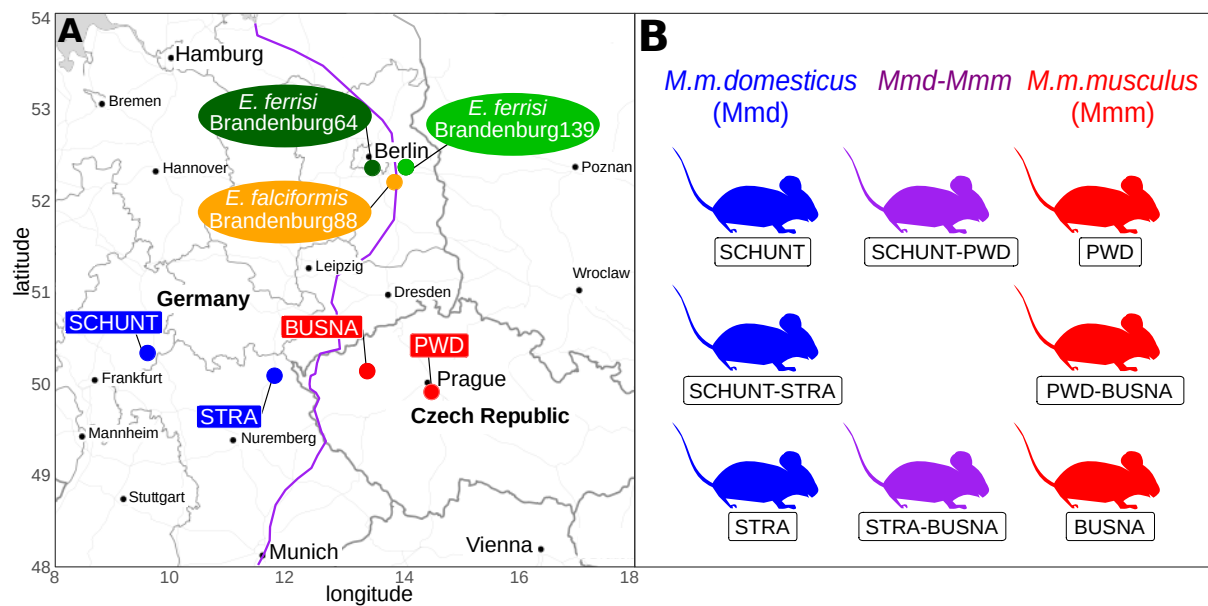 A
54
53
52
51
50
49
48
latitude
8
10
12
14
16
18
longitude
Hamburg
Bremen
E. ferrisi
Brandenburg64
E. ferrisi
Brandenburg139
Berlin
Hannover
Poznan
E. falciformis
Brandenburg88
Leipzig
Wroclaw
Germany
Dresden
SCHUNT
BUSNA
PWD
Frankfurt
Prague
STRA
Czech Republic
Mannheim
Nuremberg
Stuttgart
Munich
Vienna
B
M.m.domesticus
(Mmd)
Mmd-Mmm
M.m.musculus
(Mmm)
SCHUNT
SCHUNT-PWD
PWD
SCHUNT-STRA
PWD-BUSNA
STRA
STRA-BUSNA
BUSNA